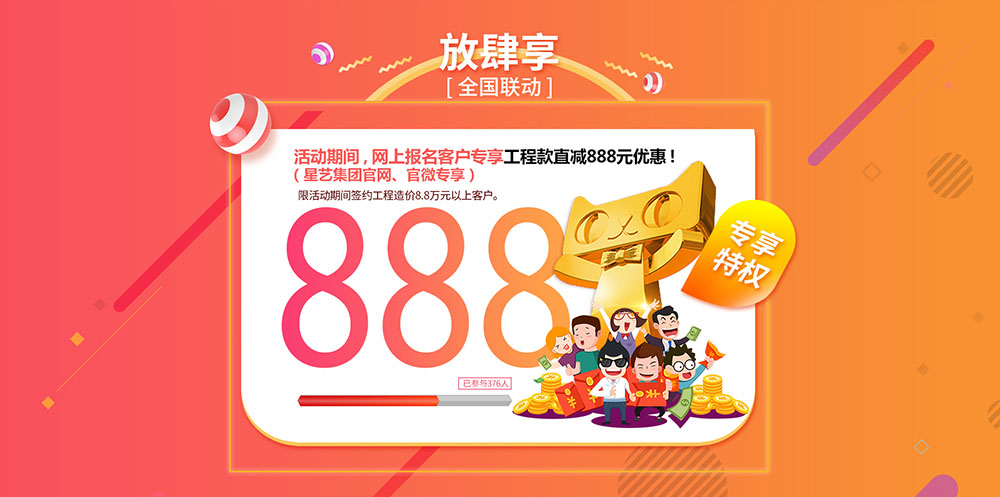 放肆享
[ 全国联动 ]
活动期间，网上报名客户专享工程款直减888元优惠！
（星艺集团官网、官微专享）
限活动期间签约工程造价8.8万元以上客户。
888
专享
特权
已参与376人